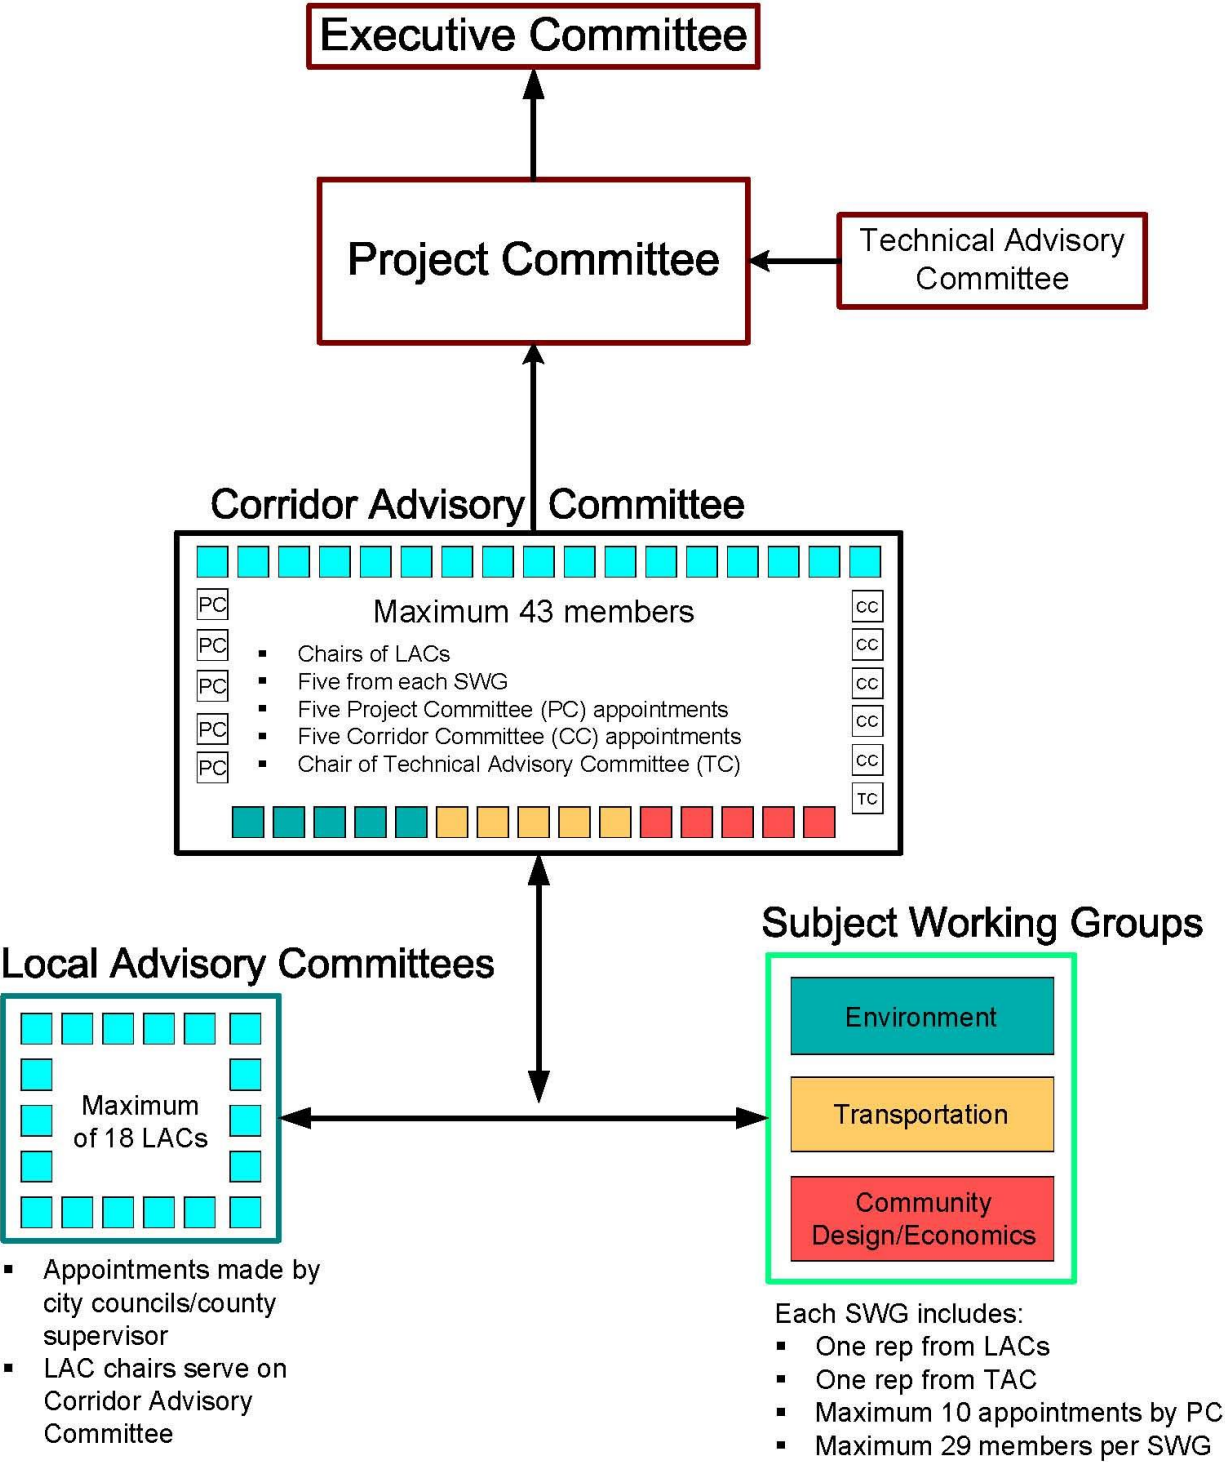 Executive Committee
Project Committee
Technical Advisory
Committee
Corridor Advisory Committee
Maximum 43 members
▪ Chairs of LACs
▪ Five from each SWG
▪ Five Project Committee (PC) appointments
▪ Five Corridor Committee (CC) appointments
▪ Chair of Technical Advisory Committee (TC)
PC
PC
PC
PC
PC
CC
CC
CC
CC
CC
TC
Local Advisory Committees
Maximum
of 18 LACs
▪ Appointments made by
city councils/county
supervisor
▪ LAC chairs serve on
Corridor Advisory
Committee
Subject Working Groups
Environment
Transportation
Community
Design/Economics
Each SWG includes:
▪ One rep from LACs
▪ One rep from TAC
▪ Maximum 10 appointments by PC
▪ Maximum 29 members per SWG